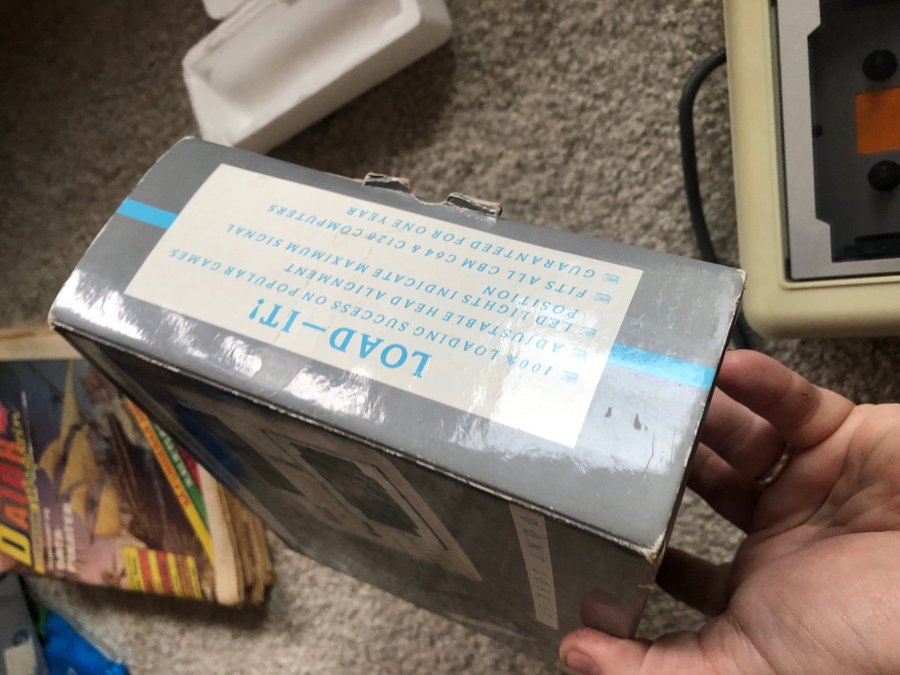 LOAD—IT!
100% LOADING SUCCESS ON POPULAR GAMES
ADJUSTABLE HEAD ALIGNMENT
LED LIGHTS INDICATE MAXIMUM SIGNAL
POSITION
FITS ALL CBM C64 & C128 COMPUTERS
GUARANTEED FOR ONE YEAR